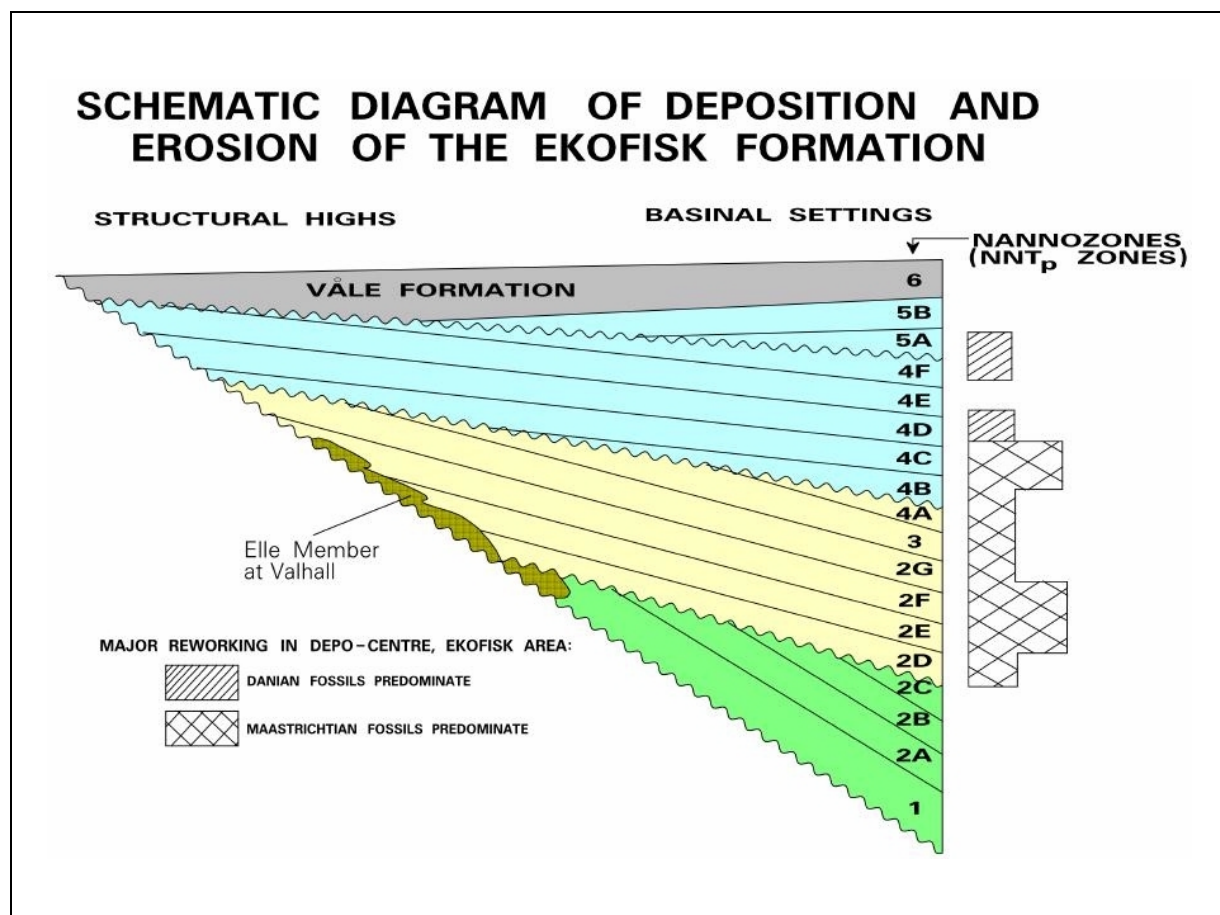 SCHEMATIC DIAGRAM OF DEPOSITION AND
EROSION OF THE EKOFISK FORMATION
STRUCTURAL HIGHS
BASINAL SETTINGS
NANNOZONES
(NNTp ZONES)
VÅLE FORMATION
6
5B
5A
4F
4E
4D
4C
4B
4A
3
2G
2F
2E
2D
2C
2B
2A
1
Elle Member
at Valhall
MAJOR REWORKING IN DEPO-CENTRE, EKOFISK AREA:
DANIAN FOSSILS PREDOMINATE
MAASTRICHTIAN FOSSILS PREDOMINATE